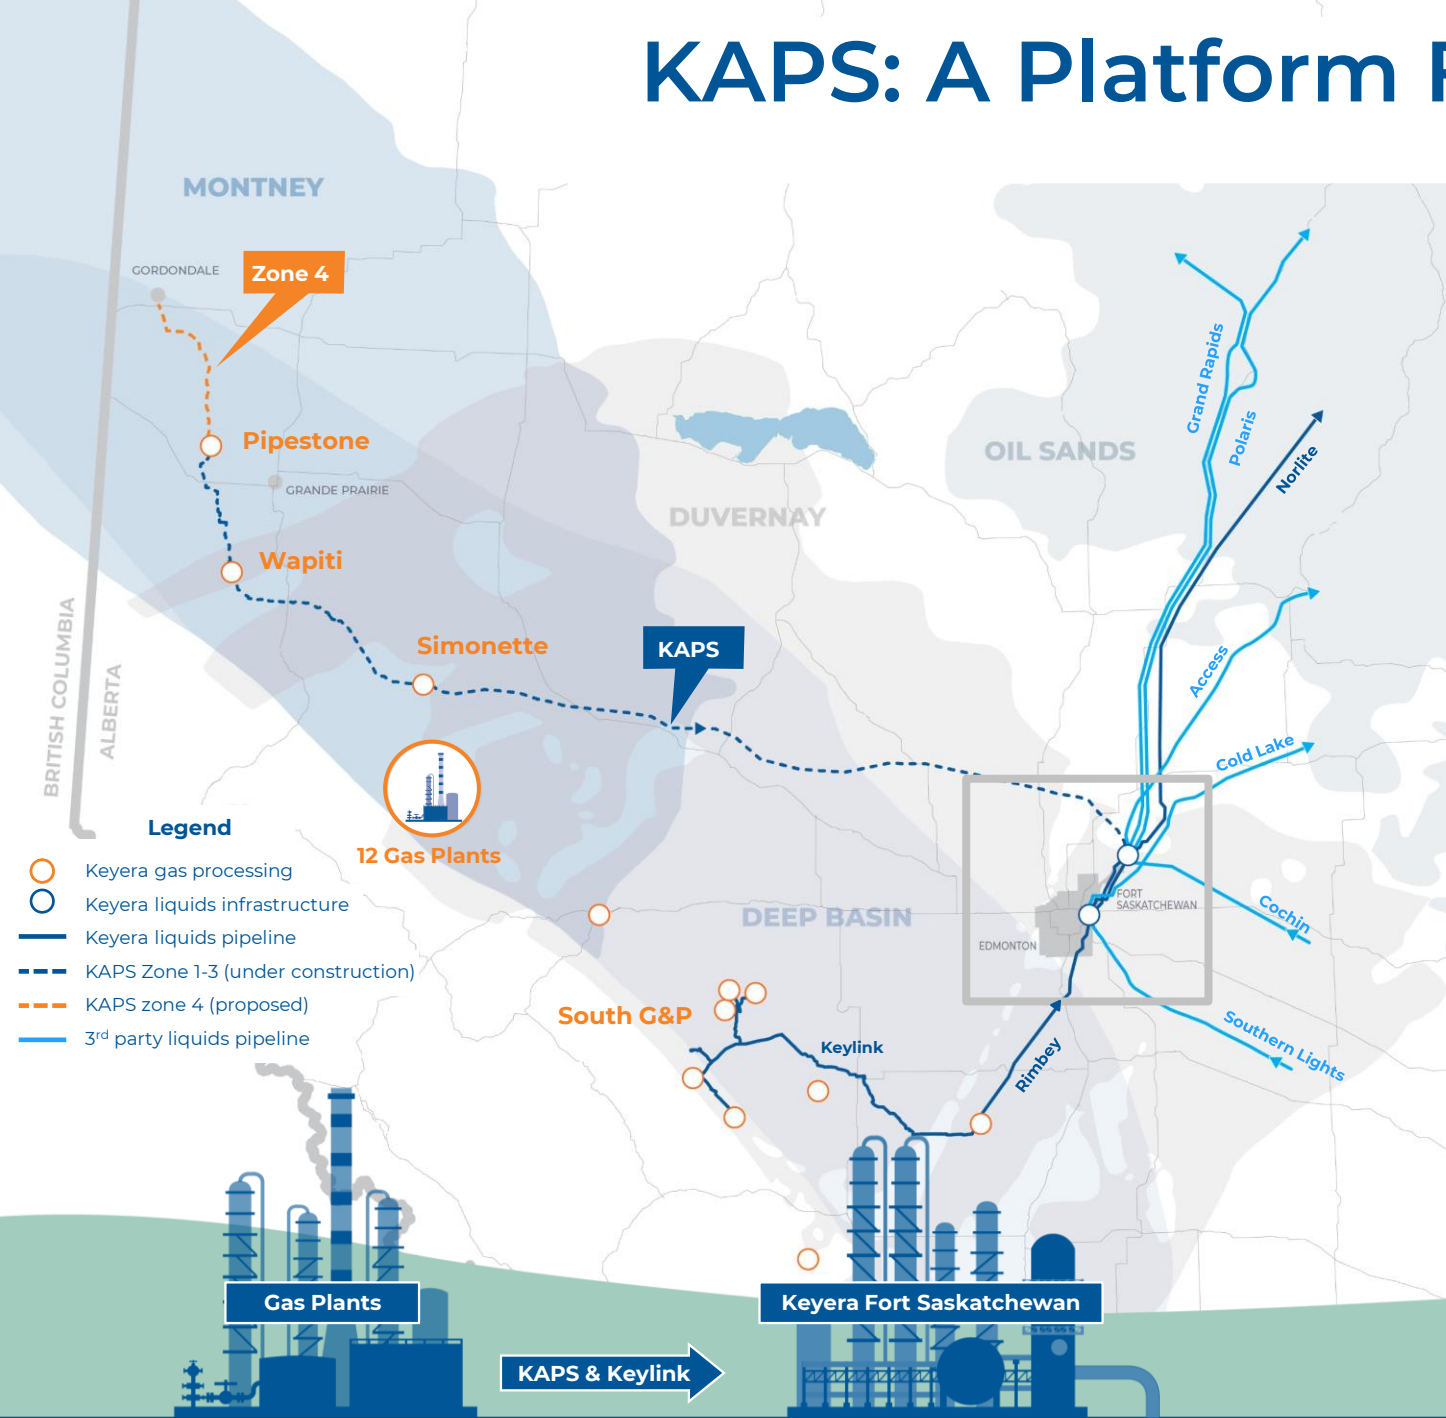 KAPS: A Platform
MONTNEY
GORDONDALE
Zone 4
Pipestone
GRANDE PRAIRIE
Wapiti
Simonette
KAPS
DUVERNAY
OIL SANDS
Grand Rapids
Polaris
Norlite
Access
Cold Lake
BRITISH COLUMBIA
ALBERTA
12 Gas Plants
DEEP BASIN
FORT
SASKATCHEWAN
EDMONTON
Cochin
Southern Lights
South G&P
Keylink
Rimbey
Legend
Keyera gas processing
Keyera liquids infrastructure
Keyera liquids pipeline
KAPS Zone 1-3 (under construction)
KAPS zone 4 (proposed)
3rd party liquids pipeline
Gas Plants
KAPS & Keylink
Keyera Fort Saskatchewan